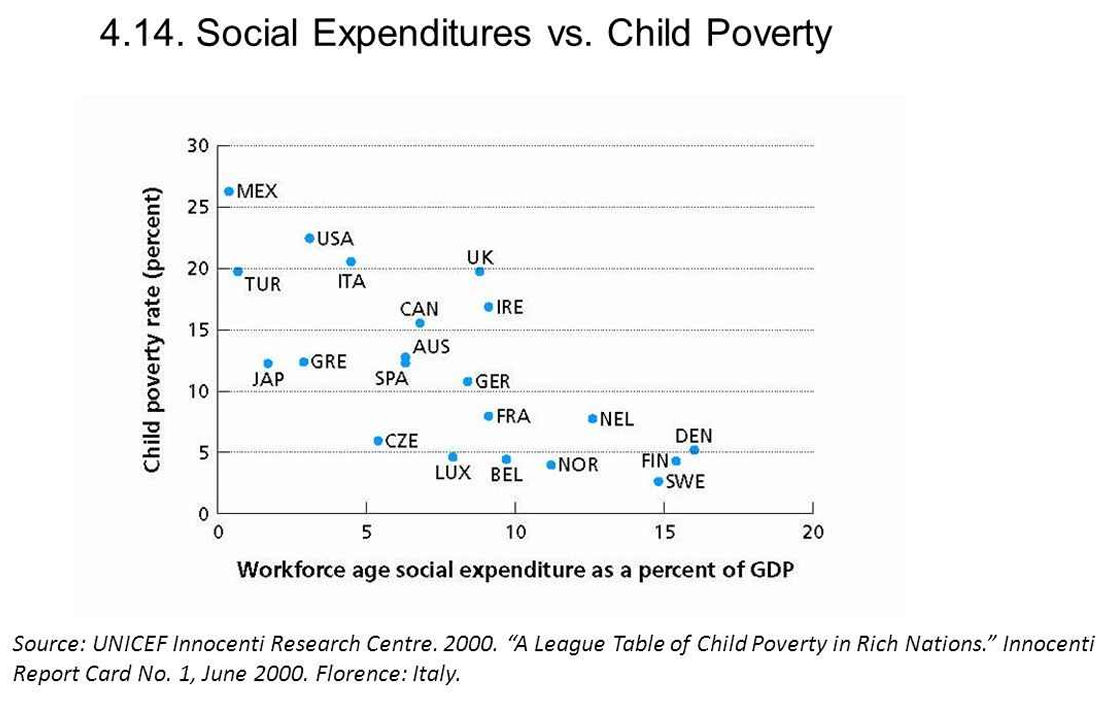 4.14. Social Expenditures vs. Child Poverty
30
MEX
25
USA
UK
20
TUR
ITA
IRE
CAN
15
AUS
GRE
JAP
SPA
GER
10
FRA
NEL
CZE
DEN
5
LUX
BEL
NOR
FIN
SWE
0
0 5 10 15 20
Child poverty rate (percent)
Workforce age social expenditure as a percent of GDP
Source: UNICEF Innocenti Research Centre. 2000. “A League Table of Child Poverty in Rich Nations.” Innocenti
Report Card No. 1, June 2000. Florence: Italy.